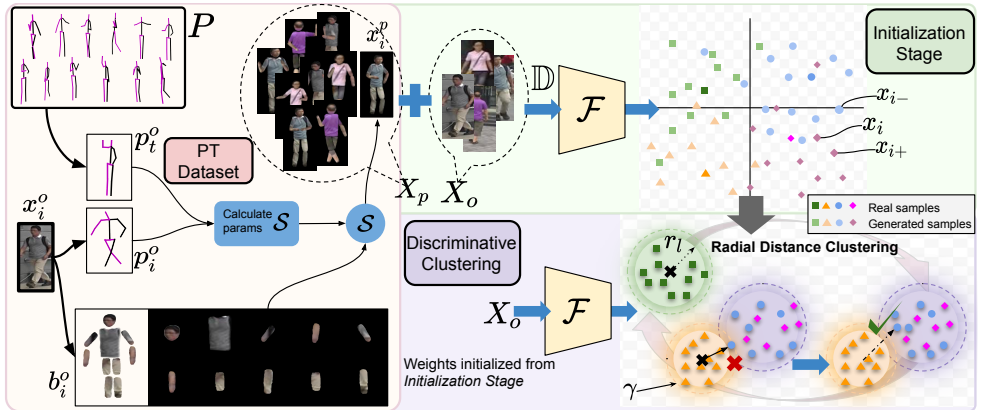 P
p_t^o
PT
Dataset
x_i^o
p_i^o
Calculate
params S
S
b_i^o
x_i^p
X_p
X_o
𝔻
F
Initialization
Stage
x_{i-}
x_i
x_{i+}
Real samples
Generated samples
Discriminative
Clustering
X_o
F
Weights initialized from
Initialization Stage
Radial Distance Clustering
r_l
γ